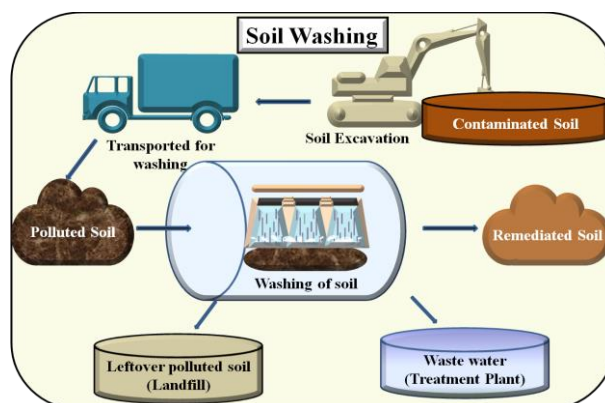 Soil Washing
Contaminated Soil
Soil Excavation
Transported for
washing
Polluted Soil
Washing of soil
Remediated Soil
Leftover polluted soil
(Landfill)
Waste water
(Treatment Plant)